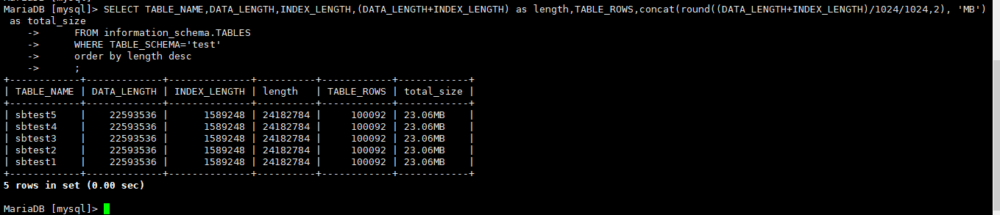 MariaDB [mysql]> SELECT TABLE_NAME,DATA_LENGTH,INDEX_LENGTH,(DATA_LENGTH+INDEX_LENGTH) as length,TABLE_ROWS,concat(round((DATA_LENGTH+INDEX_LENGTH)/1024/1024,2), 'MB')
 as total_size
    ->      FROM information_schema.TABLES
    ->      WHERE TABLE_SCHEMA='test'
    ->      order by length desc
    ->      ;
+------------+-------------+--------------+----------+------------+------------+
| TABLE_NAME | DATA_LENGTH | INDEX_LENGTH | length   | TABLE_ROWS | total_size |
+------------+-------------+--------------+----------+------------+------------+
| sbtest5    |    22593536 |      1589248 | 24182784 |     100092 | 23.06MB    |
| sbtest4    |    22593536 |      1589248 | 24182784 |     100092 | 23.06MB    |
| sbtest3    |    22593536 |      1589248 | 24182784 |     100092 | 23.06MB    |
| sbtest2    |    22593536 |      1589248 | 24182784 |     100092 | 23.06MB    |
| sbtest1    |    22593536 |      1589248 | 24182784 |     100092 | 23.06MB    |
+------------+-------------+--------------+----------+------------+------------+
5 rows in set (0.00 sec)
MariaDB [mysql]>